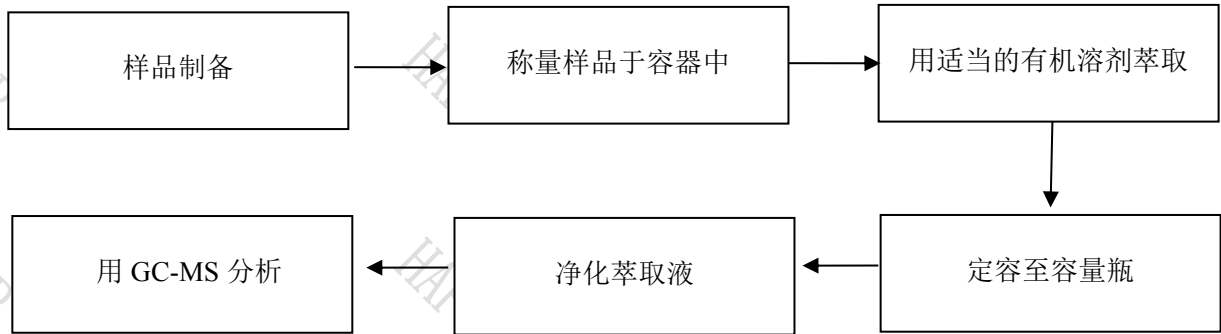 样品制备
称量样品于容器中
用适当的有机溶剂萃取
用 GC-MS 分析
净化萃取液
定容至容量瓶